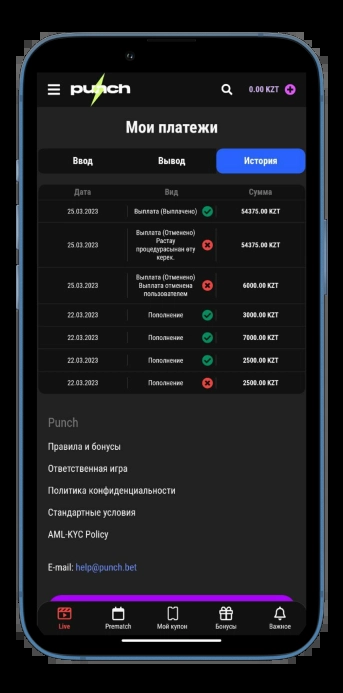 punch
0.00 KZT
Мои платежи
Ввод Вывод История
Дата Вид Сумма
25.03.2023 Выплата (Выплачено) 54375.00 KZT
Выплата (Отменено)
Растау
25.03.2023 процедурасынан өту 54375.00 KZT
керек.
Выплата (Отменено)
25.03.2023 Выплата отменена 6000.00 KZT
пользователем
22.03.2023 Пополнение 3000.00 KZT
22.03.2023 Пополнение 7000.00 KZT
22.03.2023 Пополнение 2500.00 KZT
22.03.2023 Пополнение 2500.00 KZT
Punch
Правила и бонусы
Ответственная игра
Политика конфиденциальности
Стандартные условия
AML-KYC Policy
E-mail: help@punch.bet
Live Prematch Мой купон Бонусы Важное